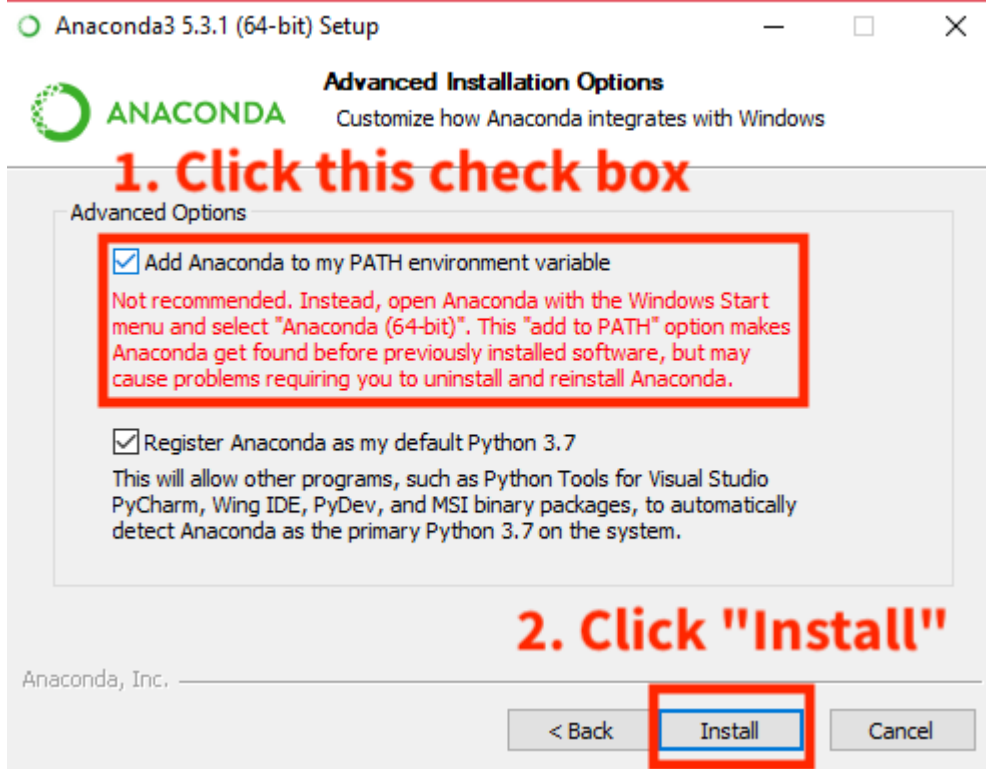 Anaconda3 5.3.1 (64-bit) Setup
Advanced Installation Options
ANACONDA
Customize how Anaconda integrates with Windows
1. Click this check box
Advanced Options
Add Anaconda to my PATH environment variable
Not recommended. Instead, open Anaconda with the Windows Start
menu and select "Anaconda (64-bit)". This "add to PATH" option makes
Anaconda get found before previously installed software, but may
cause problems requiring you to uninstall and reinstall Anaconda.
Register Anaconda as my default Python 3.7
This will allow other programs, such as Python Tools for Visual Studio
PyCharm, Wing IDE, PyDev, and MSI binary packages, to automatically
detect Anaconda as the primary Python 3.7 on the system.
2. Click "Install"
Anaconda, Inc.
< Back Install Cancel